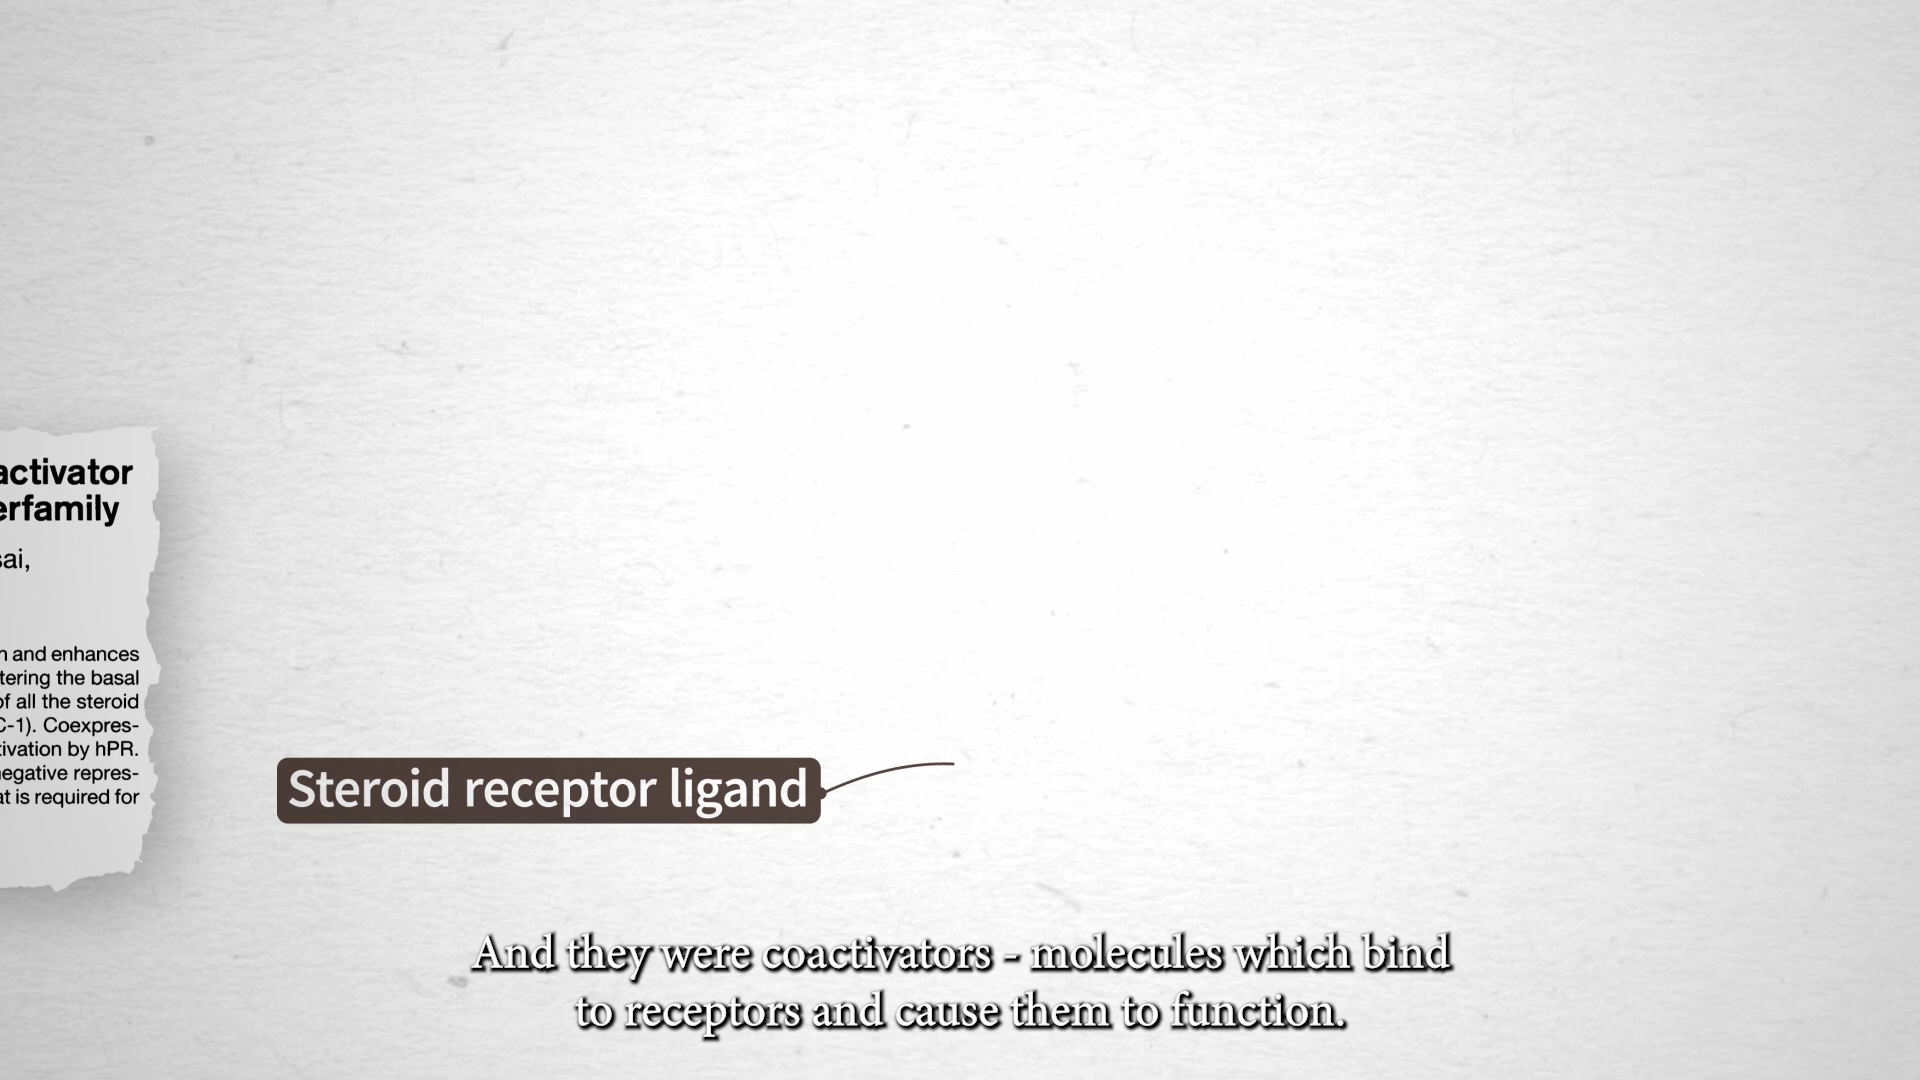 activator
erfamily
sai,
n and enhances
tering the basal
of all the steroid
C-1). Coexpres-
tivation by hPR.
negative repres-
at is required for
Steroid receptor ligand
And they were coactivators - molecules which bind
to receptors and cause them to function.